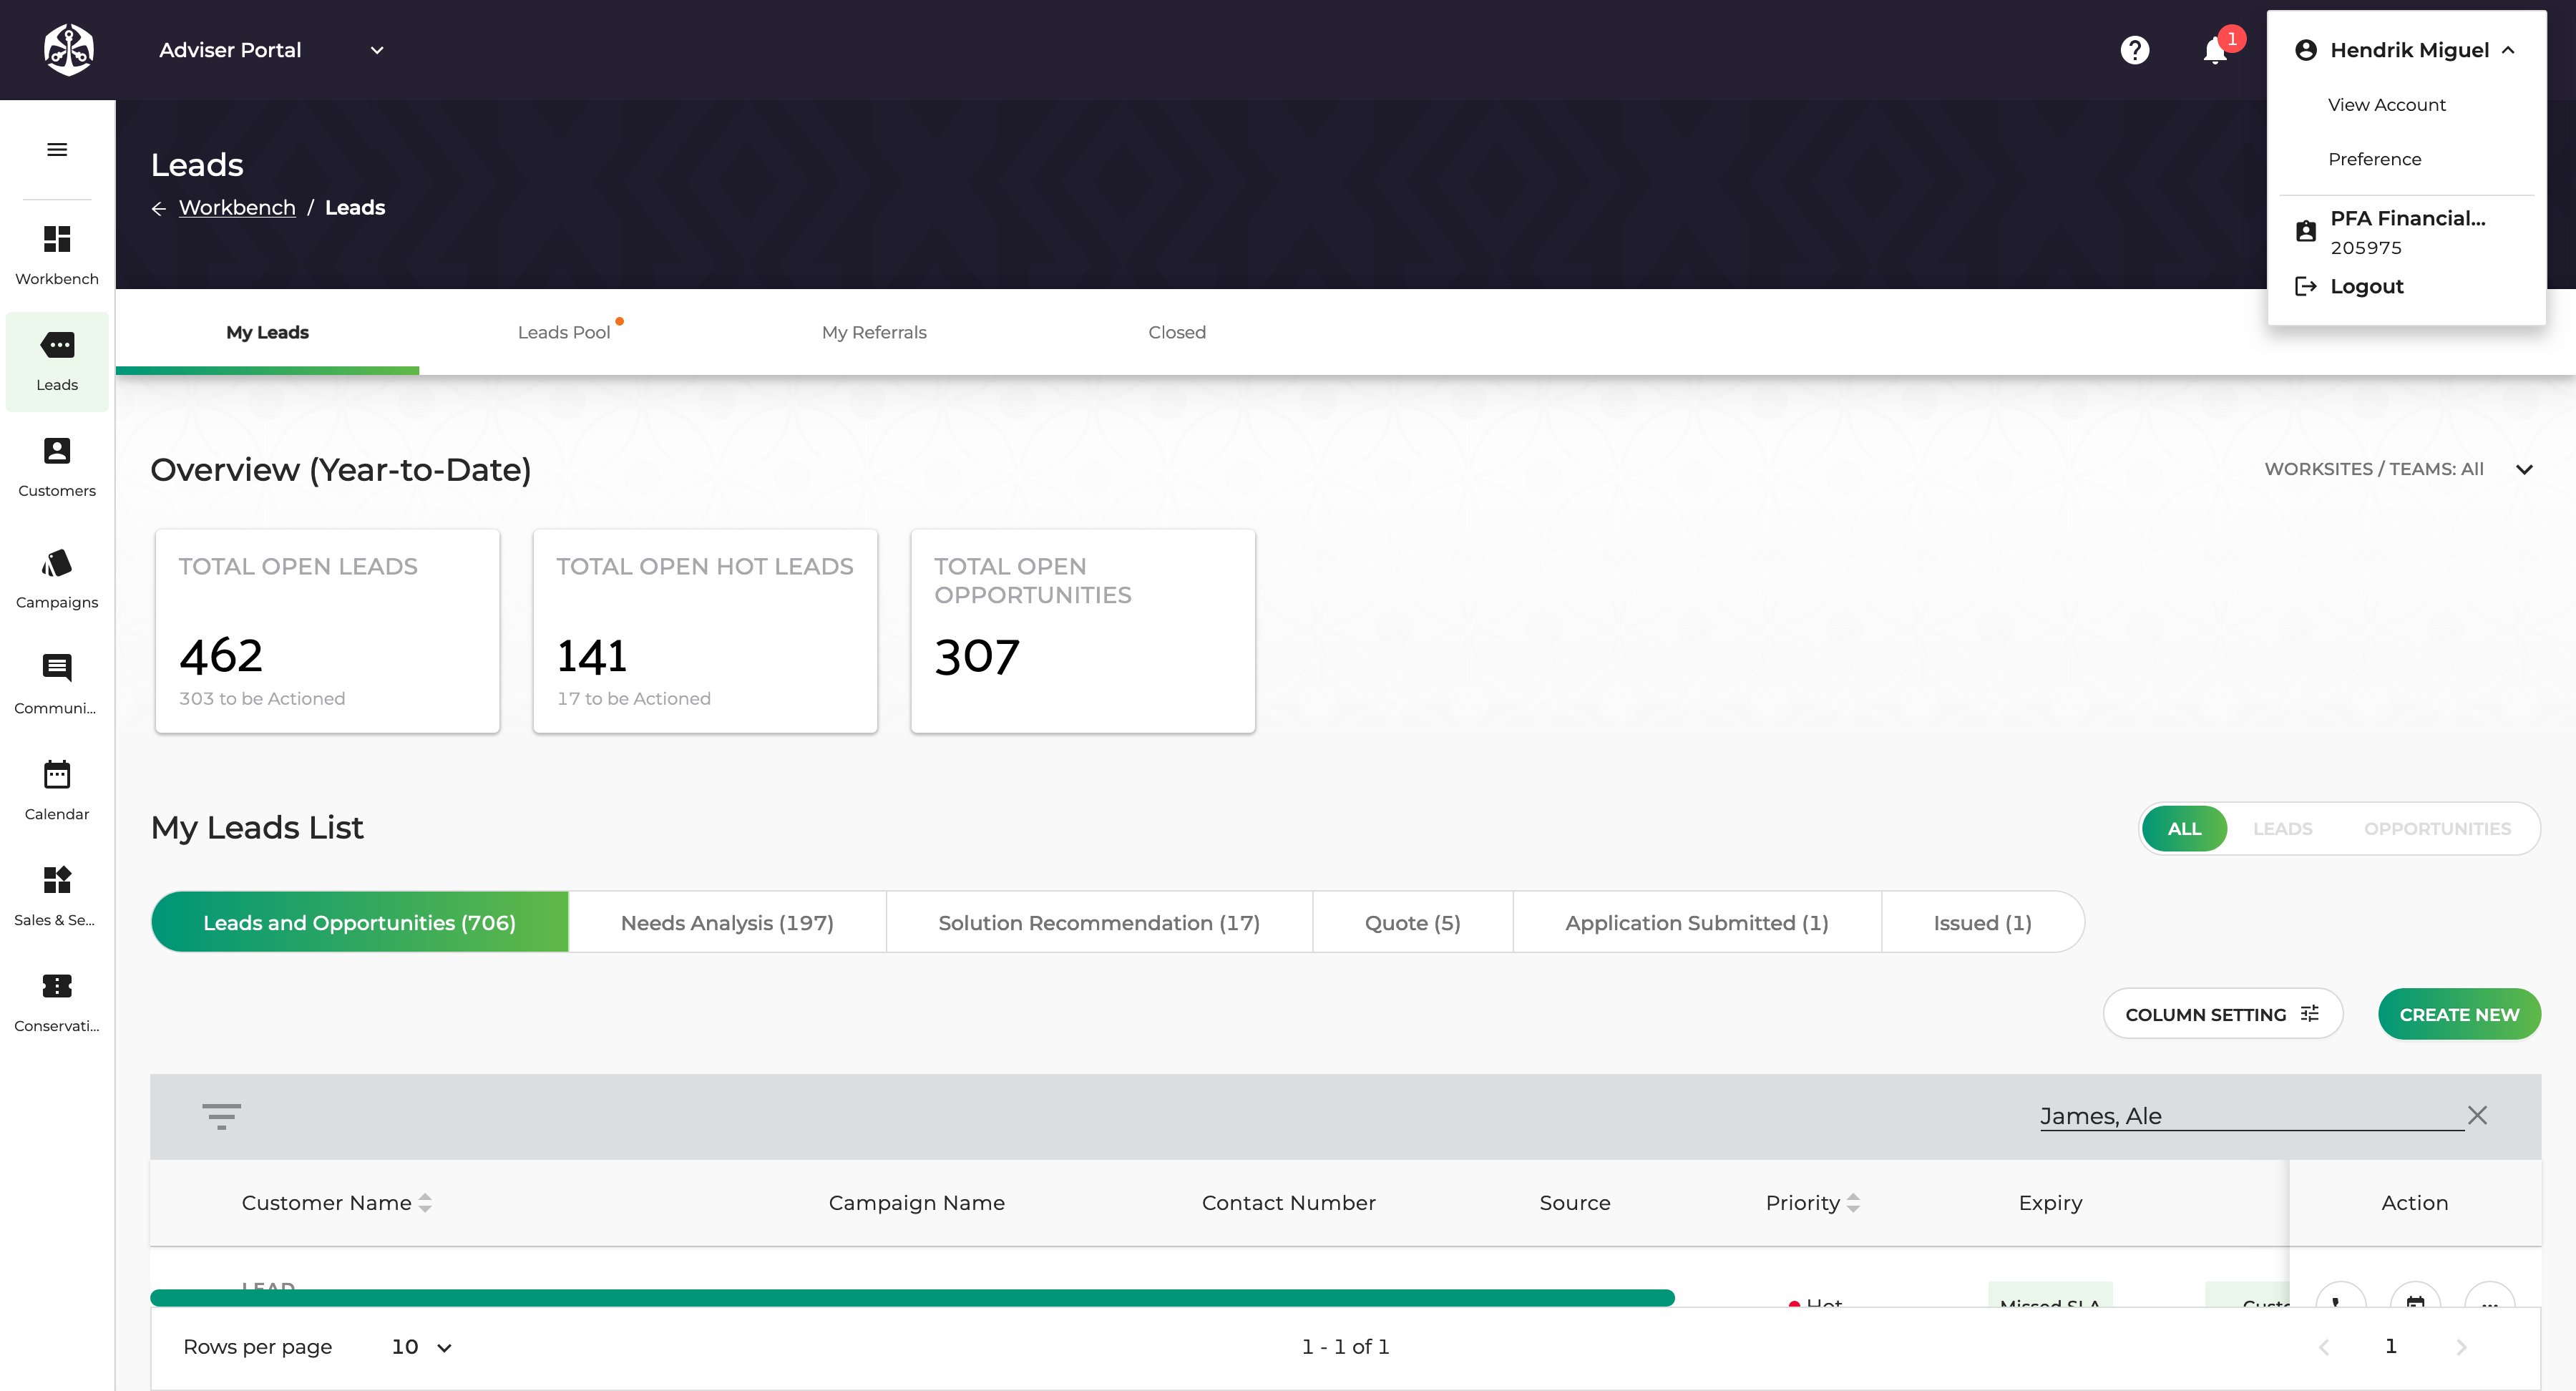 Adviser Portal
1
Hendrik Miguel
View Account
Preference
PFA Financial...
205975
Logout
Leads
Workbench / Leads
Workbench
Leads
Customers
Campaigns
Communi...
Calendar
Sales & Se...
Conservati...
My Leads
Leads Pool
My Referrals
Closed
Overview (Year-to-Date)
WORKSITES / TEAMS: All
TOTAL OPEN LEADS
462
303 to be Actioned
TOTAL OPEN HOT LEADS
141
17 to be Actioned
TOTAL OPEN
OPPORTUNITIES
307
My Leads List
ALL
LEADS
OPPORTUNITIES
Leads and Opportunities (706)
Needs Analysis (197)
Solution Recommendation (17)
Quote (5)
Application Submitted (1)
Issued (1)
COLUMN SETTING
CREATE NEW
James, Ale
Customer Name
Campaign Name
Contact Number
Source
Priority
Expiry
Action
LEAD
Hot
Missed SLA
Custo
Rows per page
10
1 - 1 of 1
1